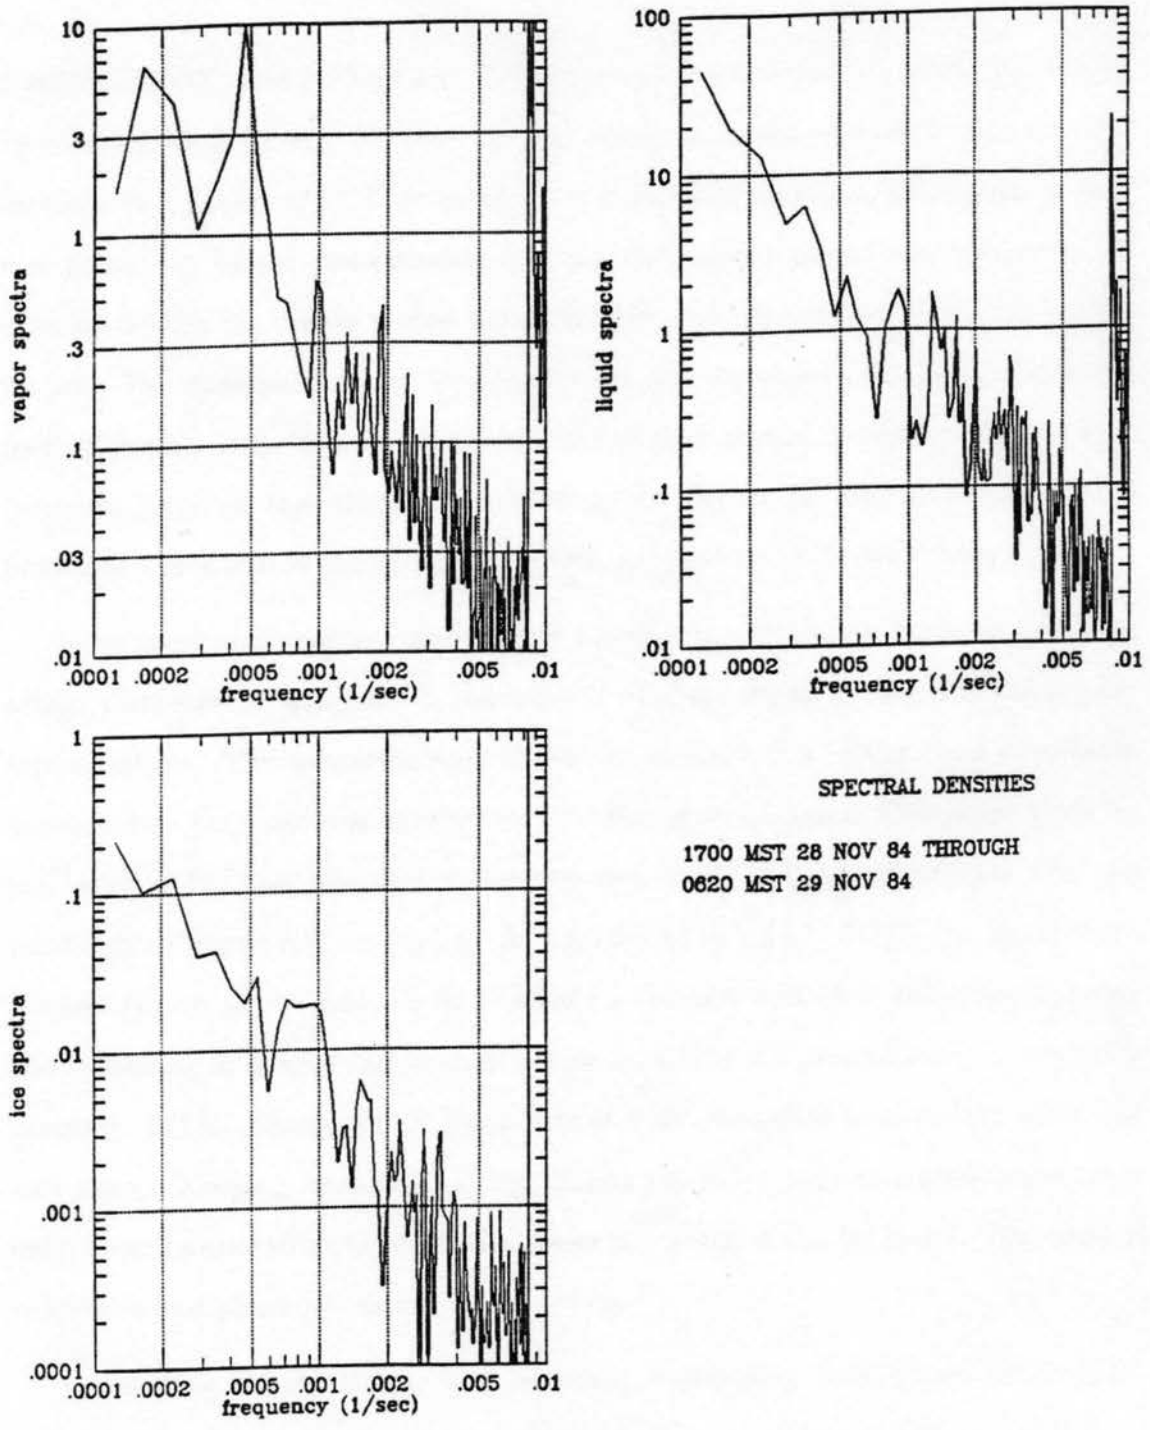 10
3
1
.3
.1
.03
.01
vapor spectra
.0001 .0002 .0005 .001 .002 .005 .01
frequency (1/sec)
100
10
1
.1
.01
liquid spectra
.0001 .0002 .0005 .001 .002 .005 .01
frequency (1/sec)
1
.1
.01
.001
.0001
ice spectra
.0001 .0002 .0005 .001 .002 .005 .01
frequency (1/sec)
SPECTRAL DENSITIES
1700 MST 28 NOV 84 THROUGH
0620 MST 29 NOV 84